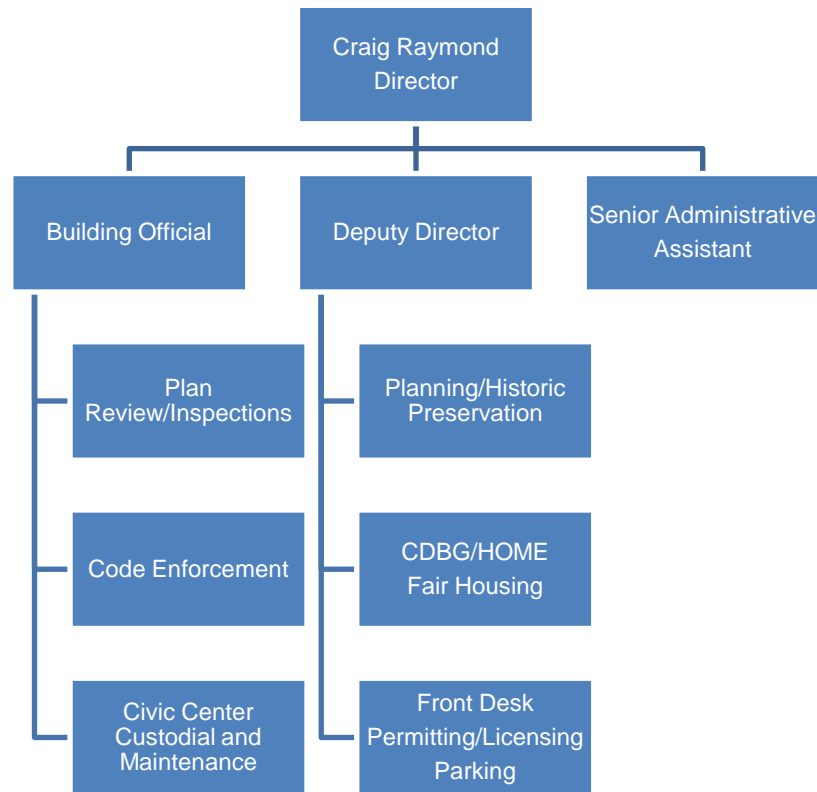 Craig Raymond
Director
Building Official
Deputy Director
Senior Administrative
Assistant
Plan
Review/Inspections
Planning/Historic
Preservation
Code Enforcement
CDBG/HOME
Fair Housing
Civic Center
Custodial and
Maintenance
Front Desk
Permitting/Licensing
Parking